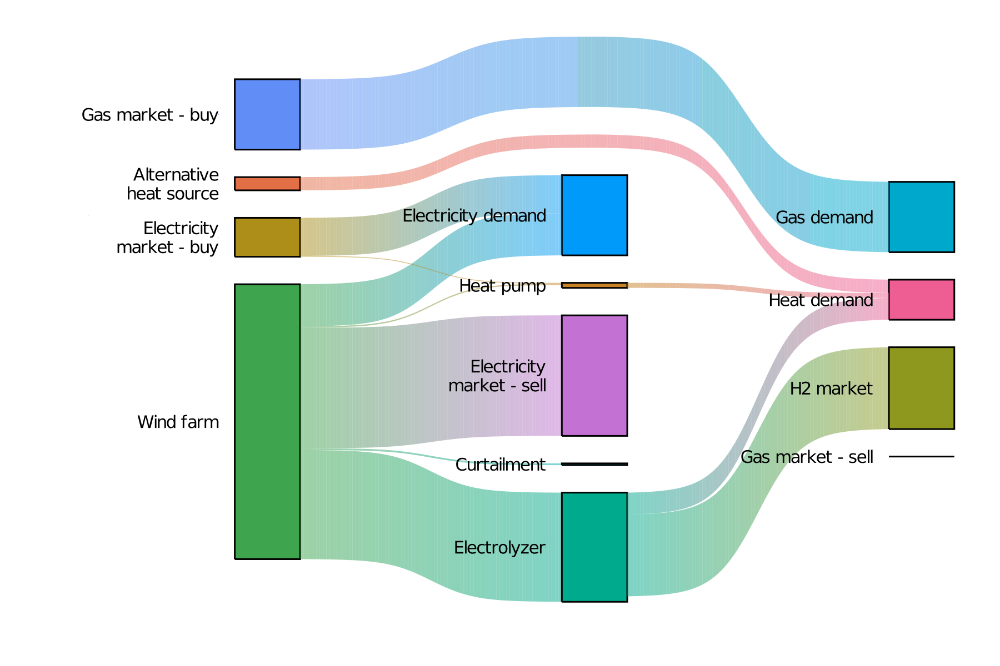 Gas market - buy
Alternative
heat source
Electricity
market - buy
Wind farm
Electricity demand
Heat pump
Electricity
market - sell
Curtailment
Electrolyzer
Gas demand
Heat demand
H2 market
Gas market - sell